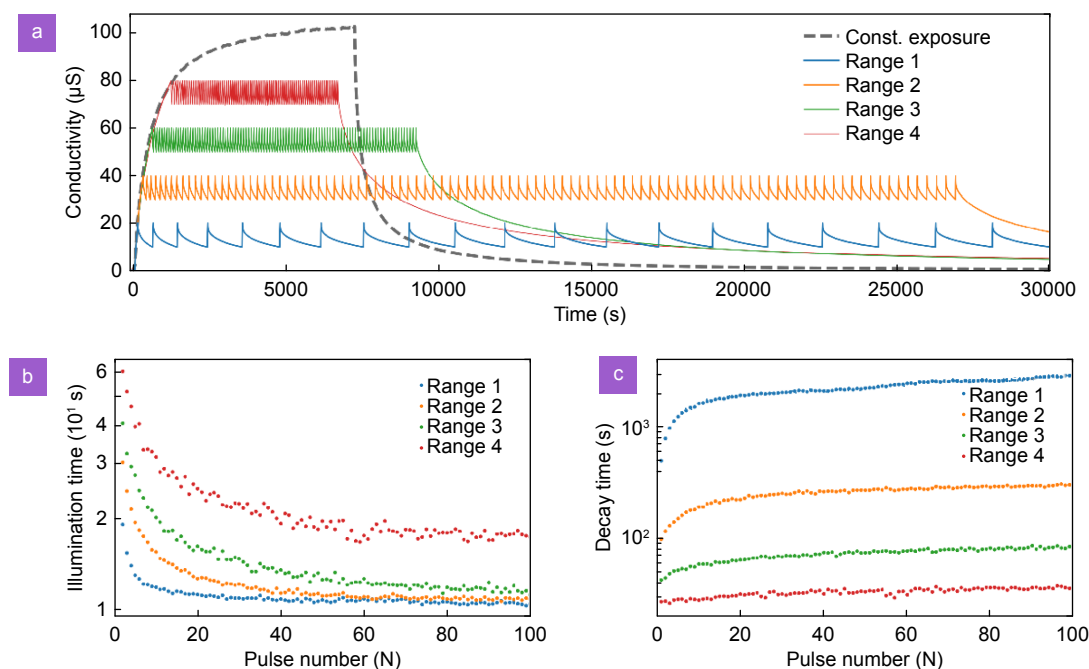 a
100
80
60
40
20
0
Conductivity (µS)
Const. exposure
Range 1
Range 2
Range 3
Range 4
0 5000 10000 15000 20000 25000 30000
Time (s)
b
6
3
2
1
Illumination time (10¹ s)
Range 1
Range 2
Range 3
Range 4
0 20 40 60 80 100
Pulse number (N)
c
10³
10²
Decay time (s)
Range 1
Range 2
Range 3
Range 4
0 20 40 60 80 100
Pulse number (N)